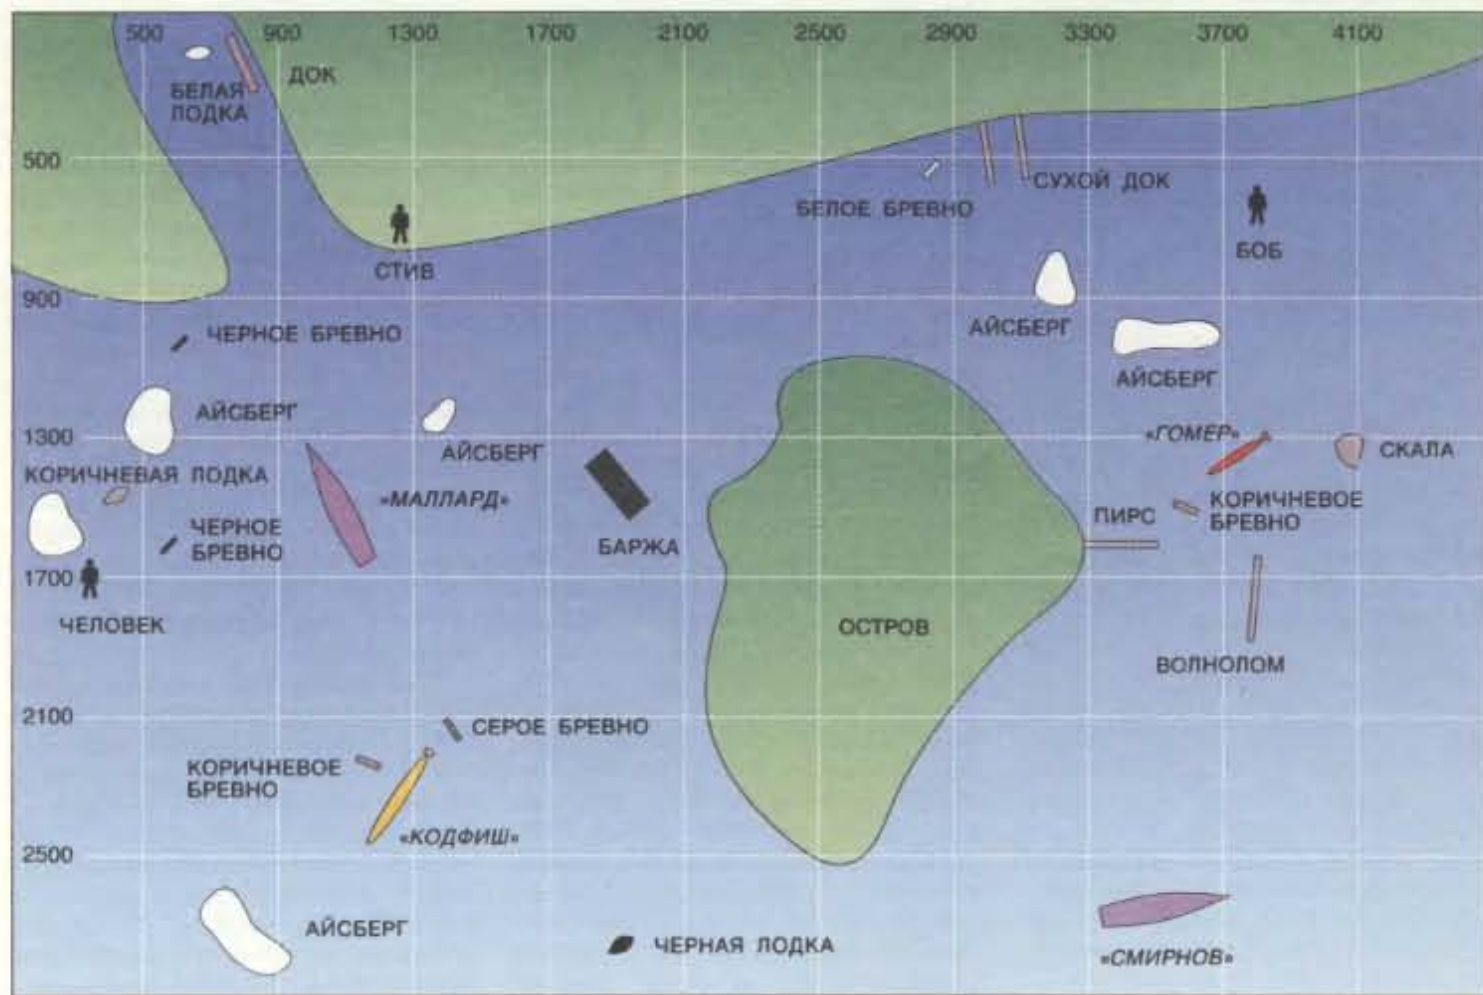 500 900 1300 1700 2100 2500 2900 3300 3700 4100
ДОК
БЕЛАЯ
ЛОДКА
500
СУХОЙ ДОК
БЕЛОЕ БРЕВНО
СТИВ
БОБ
900
ЧЕРНОЕ БРЕВНО
АЙСБЕРГ
АЙСБЕРГ
АЙСБЕРГ
1300
«ГОМЕР»
СКАЛА
АЙСБЕРГ
КОРИЧНЕВАЯ ЛОДКА
«МАЛЛАРД»
КОРИЧНЕВОЕ
БРЕВНО
ПИРС
ЧЕРНОЕ
БРЕВНО
БАРЖА
1700
ЧЕЛОВЕК
ОСТРОВ
ВОЛНОЛОМ
2100
СЕРОЕ БРЕВНО
КОРИЧНЕВОЕ
БРЕВНО
«КОДФИШ»
2500
АЙСБЕРГ
ЧЕРНАЯ ЛОДКА
«СМИРНОВ»